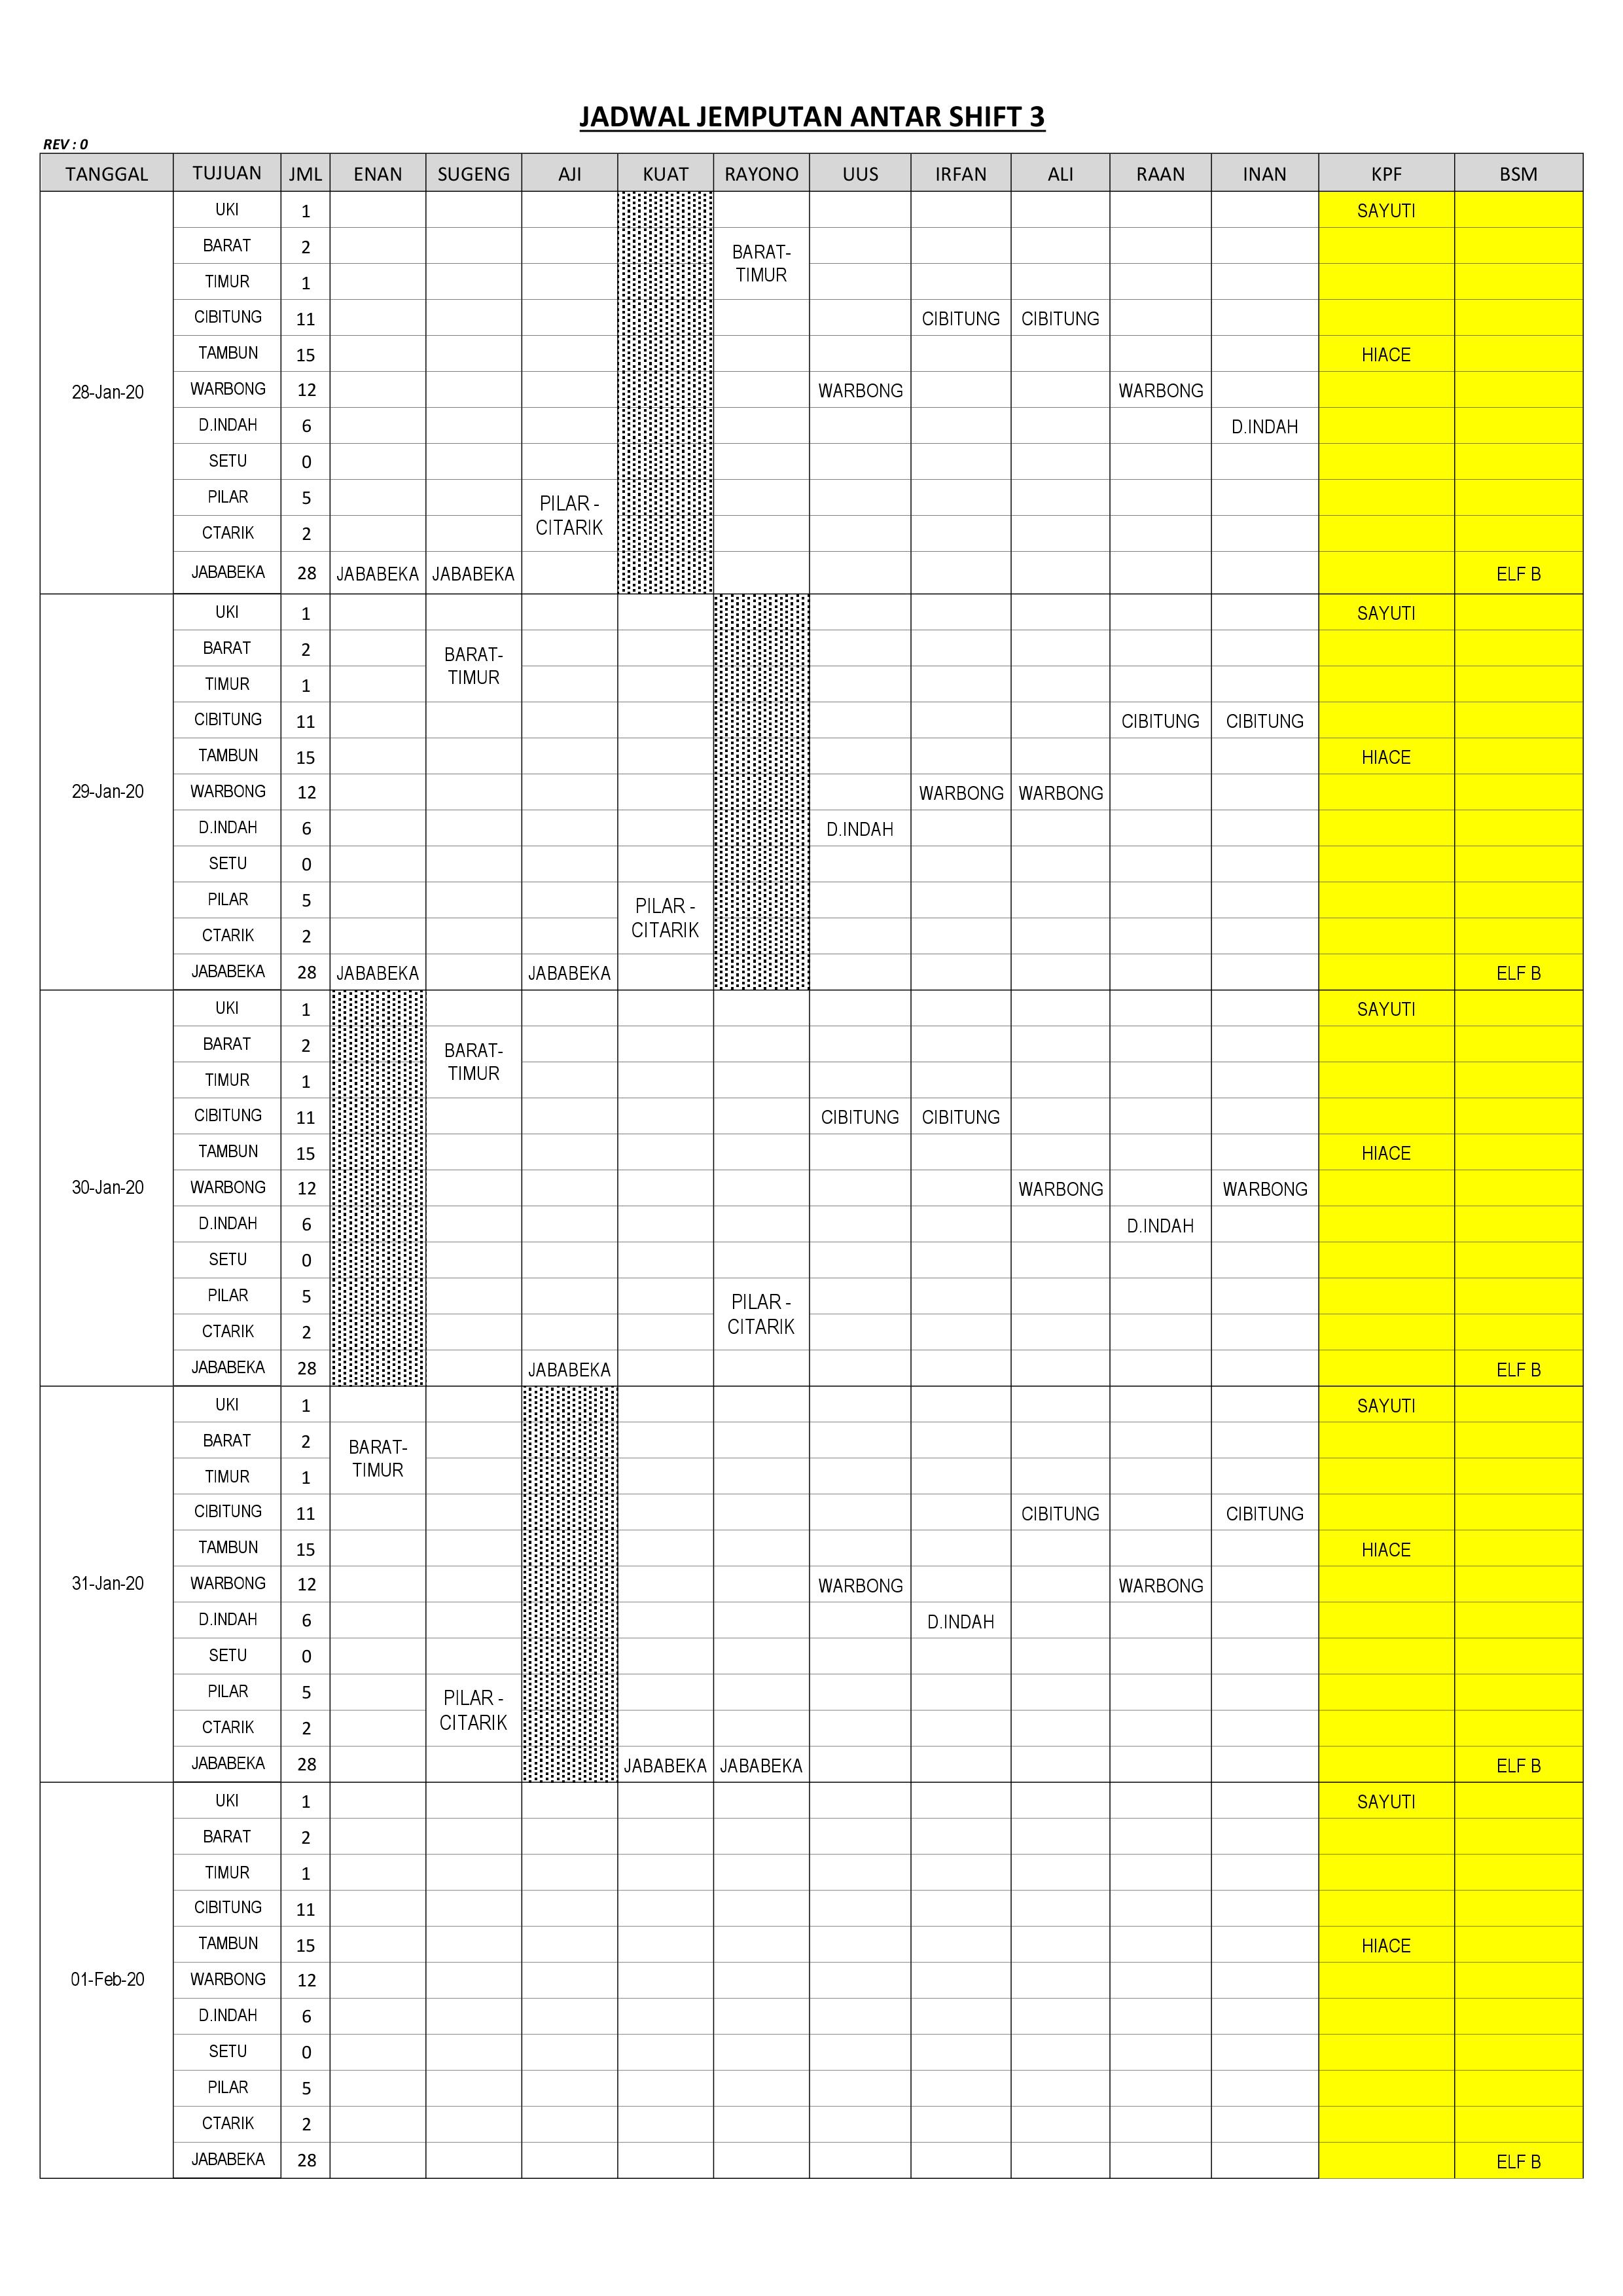 JADWAL JEMPUTAN ANTAR SHIFT 3
REV : 0
TANGGAL TUJUAN JML ENAN SUGENG AJI KUAT RAYONO UUS IRFAN ALI RAAN INAN KPF BSM
28-Jan-20
UKI 1 SAYUTI
BARAT 2 BARAT-
TIMUR 1 TIMUR
CIBITUNG 11 CIBITUNG CIBITUNG
TAMBUN 15 HIACE
WARBONG 12 WARBONG WARBONG
D.INDAH 6 D.INDAH
SETU 0
PILAR 5 PILAR -
CTARIK 2 CITARIK
JABABEKA 28 JABABEKA JABABEKA ELF B
29-Jan-20
UKI 1 SAYUTI
BARAT 2 BARAT-
TIMUR 1 TIMUR
CIBITUNG 11 CIBITUNG CIBITUNG
TAMBUN 15 HIACE
WARBONG 12 WARBONG WARBONG
D.INDAH 6 D.INDAH
SETU 0
PILAR 5 PILAR -
CTARIK 2 CITARIK
JABABEKA 28 JABABEKA JABABEKA ELF B
30-Jan-20
UKI 1 SAYUTI
BARAT 2 BARAT-
TIMUR 1 TIMUR
CIBITUNG 11 CIBITUNG CIBITUNG
TAMBUN 15 HIACE
WARBONG 12 WARBONG WARBONG
D.INDAH 6 D.INDAH
SETU 0
PILAR 5 PILAR -
CTARIK 2 CITARIK
JABABEKA 28 JABABEKA ELF B
31-Jan-20
UKI 1 SAYUTI
BARAT 2 BARAT-
TIMUR 1 TIMUR
CIBITUNG 11 CIBITUNG CIBITUNG
TAMBUN 15 HIACE
WARBONG 12 WARBONG WARBONG
D.INDAH 6 D.INDAH
SETU 0
PILAR 5 PILAR -
CTARIK 2 CITARIK
JABABEKA 28 JABABEKA JABABEKA ELF B
01-Feb-20
UKI 1 SAYUTI
BARAT 2
TIMUR 1
CIBITUNG 11
TAMBUN 15 HIACE
WARBONG 12
D.INDAH 6
SETU 0
PILAR 5
CTARIK 2
JABABEKA 28 ELF B